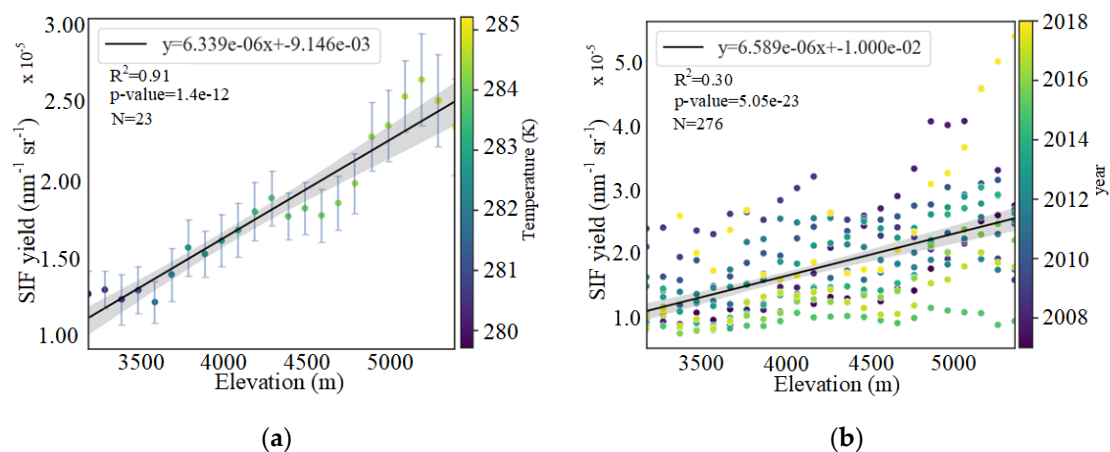 (a)
3.00
2.50
2.00
1.50
1.00
x 10⁻⁵
SIF yield (nm⁻¹ sr⁻¹)
y=6.339e-06x+-9.146e-03
R²=0.91
p-value=1.4e-12
N=23
3500 4000 4500 5000
Elevation (m)
285
284
283
282
281
280
Temperature (K)
(b)
5.0
4.0
3.0
2.0
1.0
x 10⁻⁵
SIF yield (nm⁻¹ sr⁻¹)
y=6.589e-06x+-1.000e-02
R²=0.30
p-value=5.05e-23
N=276
3500 4000 4500 5000
Elevation (m)
2018
2016
2014
2012
2010
2008
year
(a) (b)